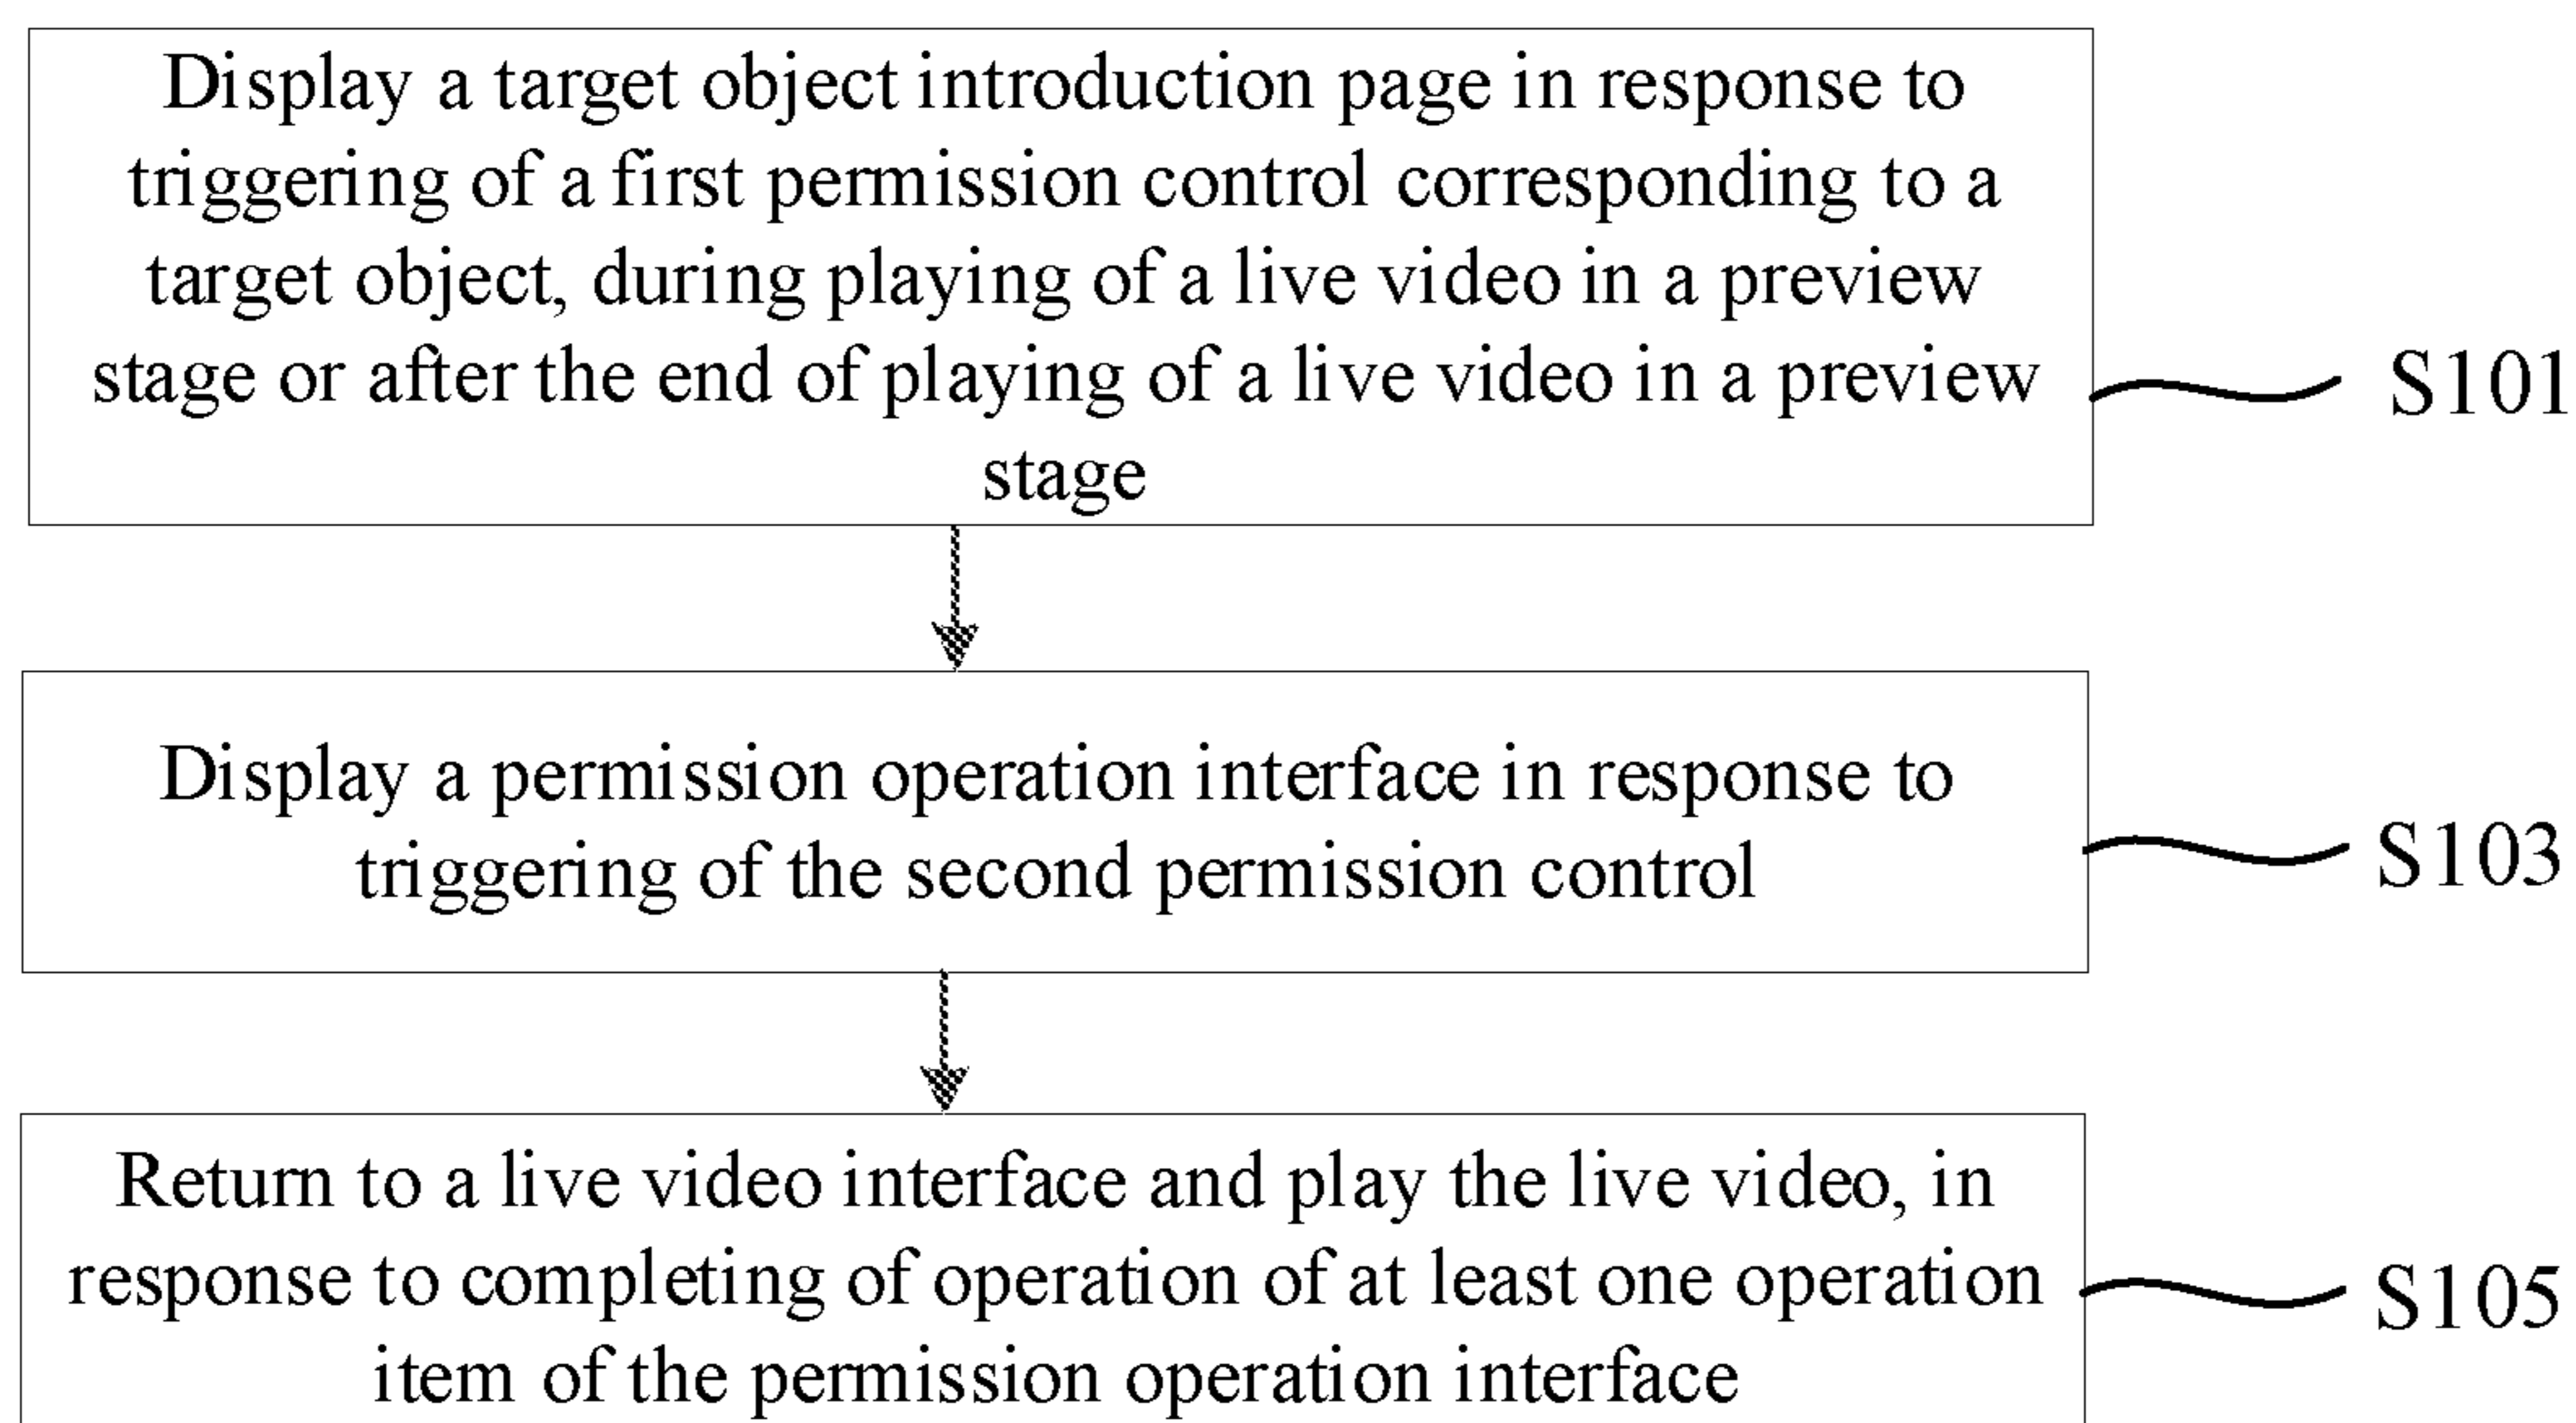 Display a target object introduction page in response to
triggering of a first permission control corresponding to a
target object, during playing of a live video in a preview
stage or after the end of playing of a live video in a preview
stage
S101
Display a permission operation interface in response to
triggering of the second permission control
S103
Return to a live video interface and play the live video, in
response to completing of operation of at least one operation
item of the permission operation interface
S105